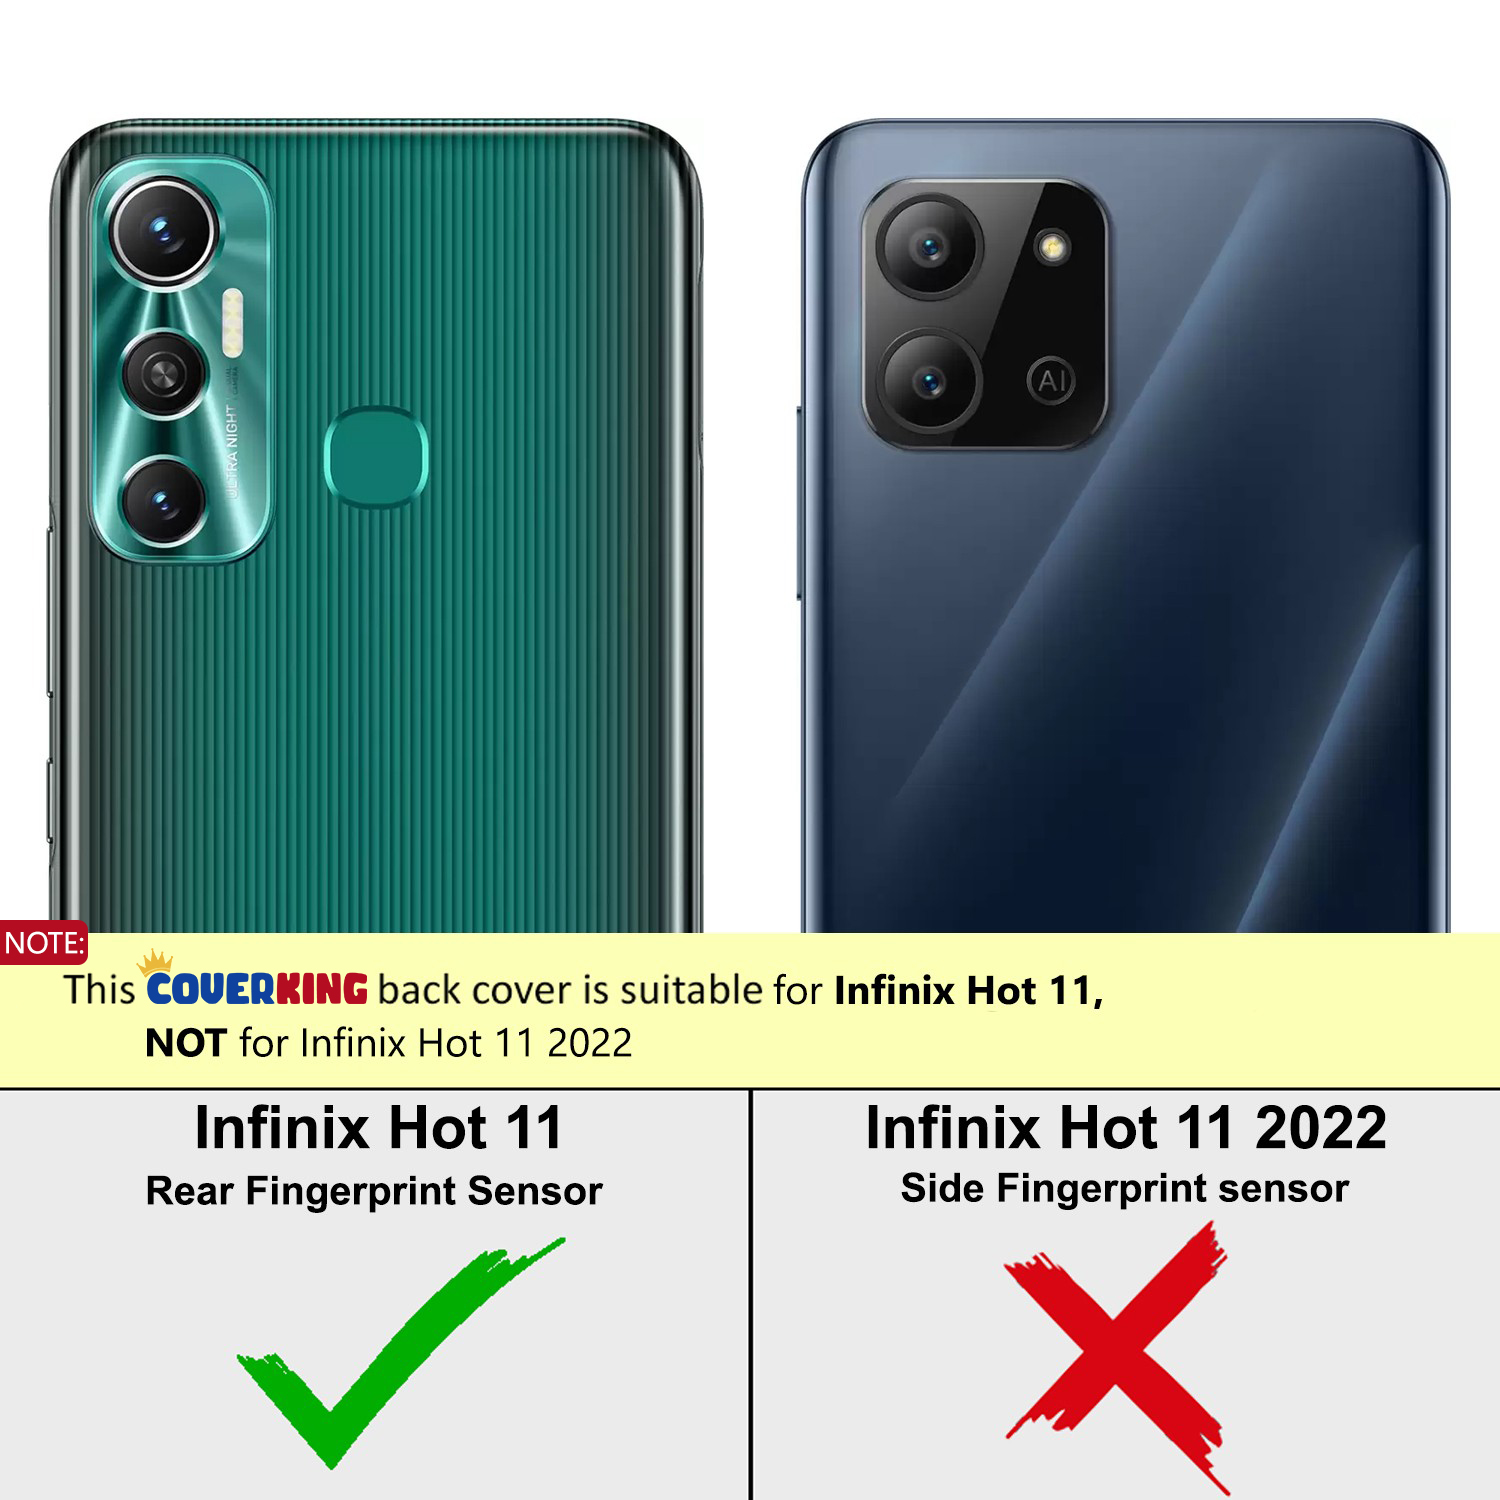 ULTRA NIGHT
AI
NOTE:
This COVERKING back cover is suitable for Infinix Hot 11,
NOT for Infinix Hot 11 2022
Infinix Hot 11
Rear Fingerprint Sensor
Infinix Hot 11 2022
Side Fingerprint sensor